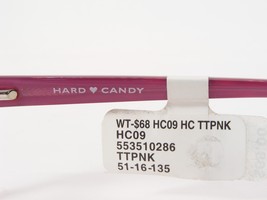 HARD ♥ CANDY
WT-$68 HC09 HC TTPNK
HC09
553510286
TTPNK
51-16-135